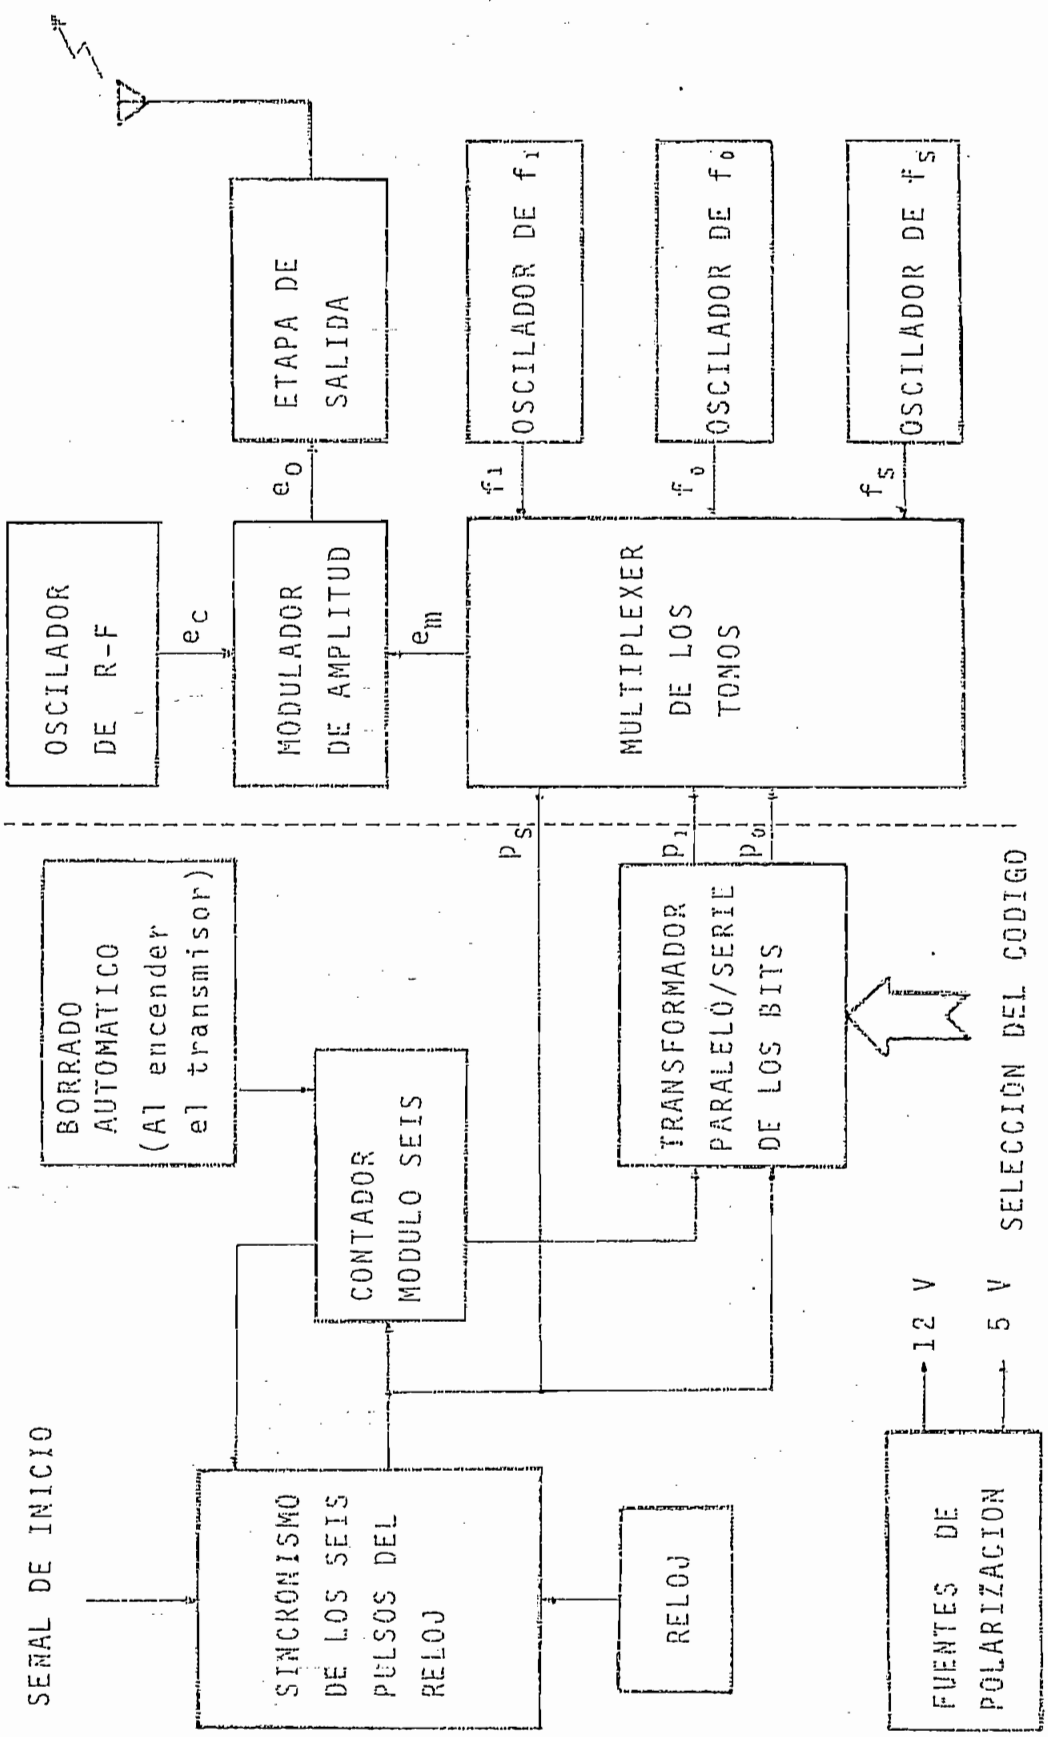 SEÑAL DE INICIO
SINCRONISMO
DE LOS SEIS
PULSOS DEL
RELOJ
RELOJ
FUENTES DE
POLARIZACION
12 V
5 V
BORRADO
AUTOMATICO
(Al encender
el transmisor)
CONTADOR
MODULO SEIS
TRANSFORMADOR
PARALELO/SERIE
DE LOS BITS
SELECCION DEL CODIGO
Ps
P1
P0
OSCILADOR
DE R-F
ec
MODULADOR
DE AMPLITUD
em
MULTIPLEXER
DE LOS
TONOS
eo
ETAPA DE
SALIDA
f1
OSCILADOR DE f1
f0
OSCILADOR DE f0
fs
OSCILADOR DE fs